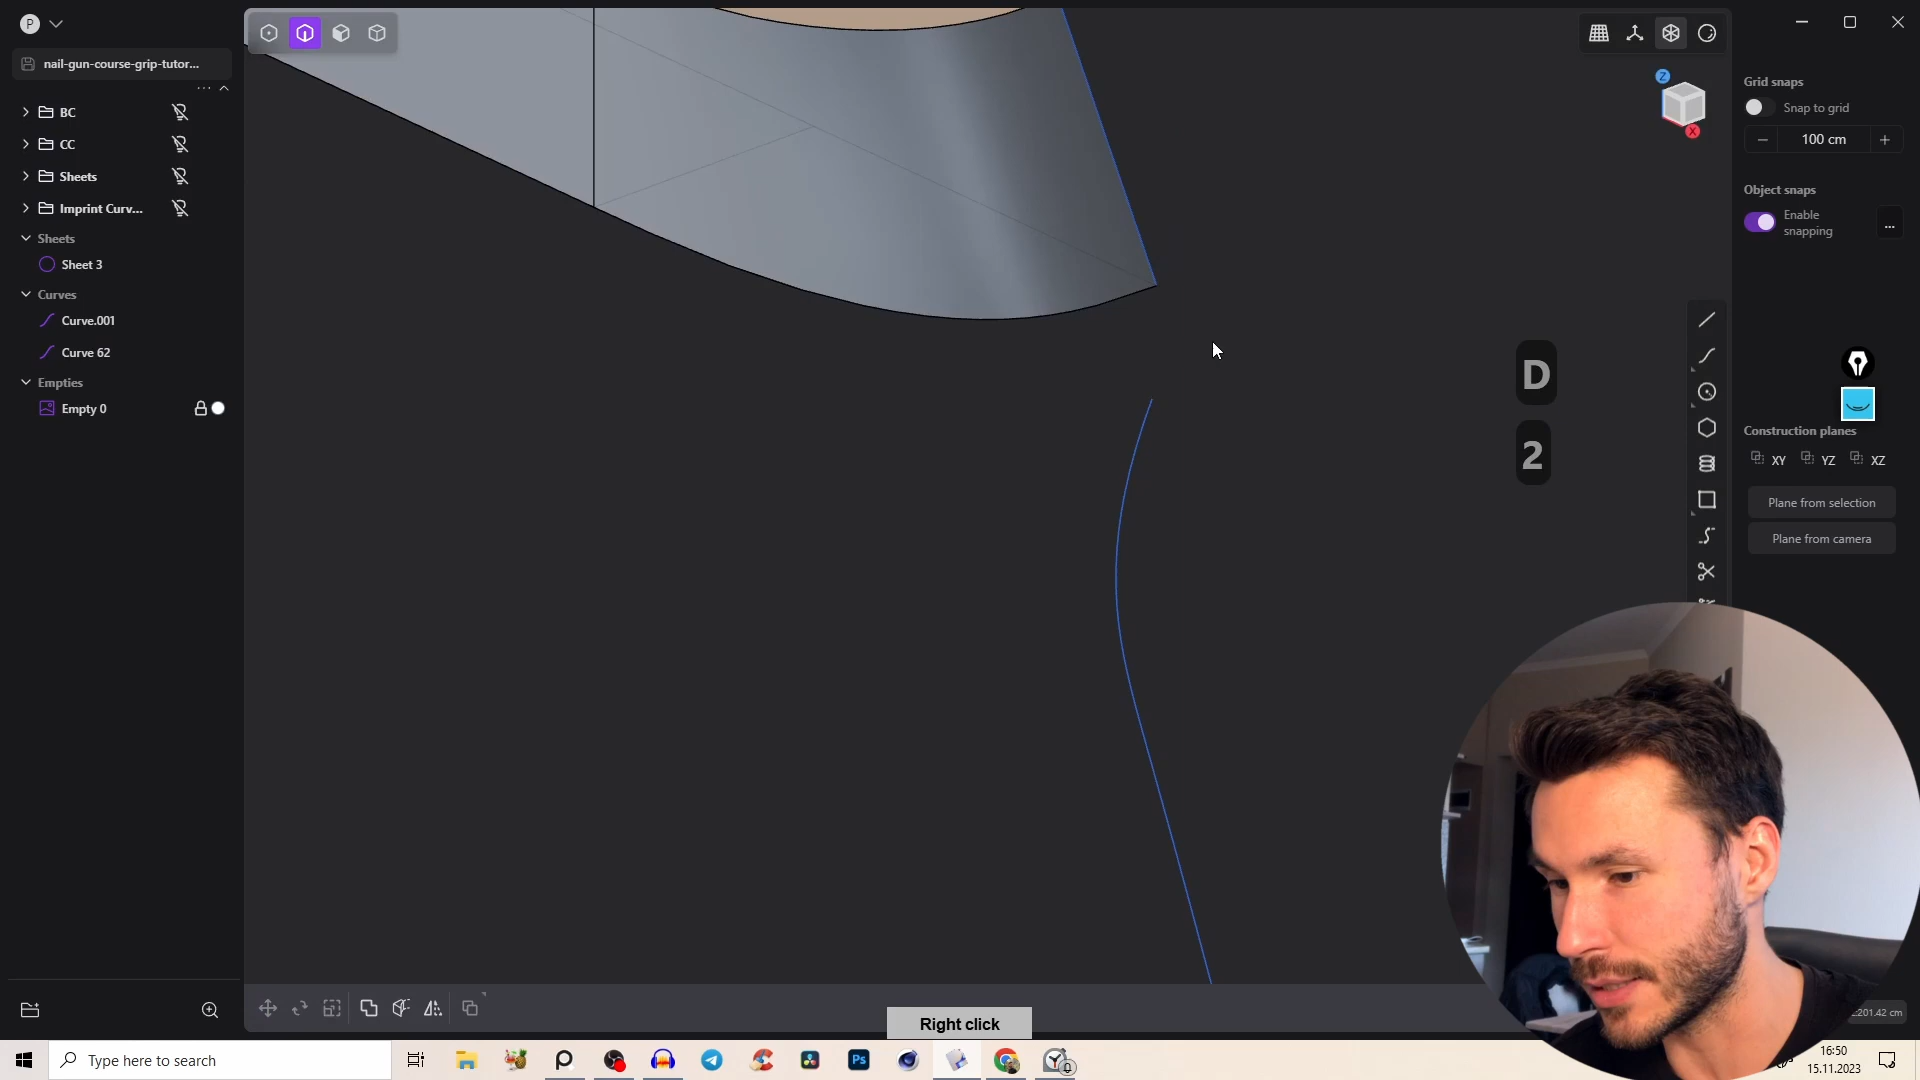 P
nail-gun-course-grip-tutor...
BC
CC
Sheets
Imprint Curv...
Sheets
Sheet 3
Curves
Curve.001
Curve 62
Empties
Empty 0
Z
X
Grid snaps
Snap to grid
100 cm
Object snaps
Enable
snapping
...
D
2
Construction planes
XY
YZ
XZ
Plane from selection
Plane from camera
Right click
Type here to search
Ps
16:50
15.11.2023